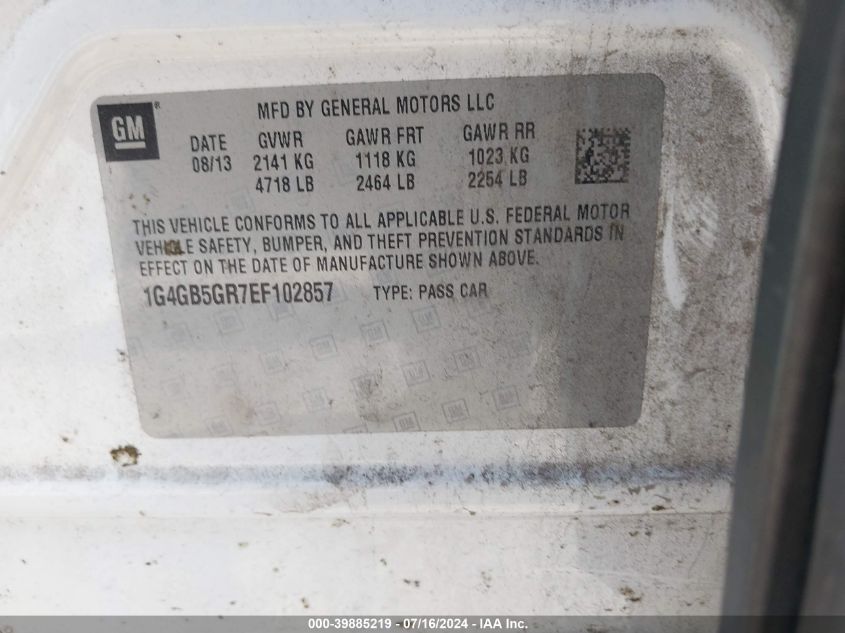 MFD BY GENERAL MOTORS LLC
GM®
DATE GVWR GAWR FRT GAWR RR
08/13 2141 KG 1118 KG 1023 KG
4718 LB 2464 LB 2254 LB
THIS VEHICLE CONFORMS TO ALL APPLICABLE U.S. FEDERAL MOTOR
VEHICLE SAFETY, BUMPER, AND THEFT PREVENTION STANDARDS IN
EFFECT ON THE DATE OF MANUFACTURE SHOWN ABOVE.
1G4GB5GR7EF102857 TYPE: PASS CAR
000-39885219 - 07/16/2024 - IAA Inc.